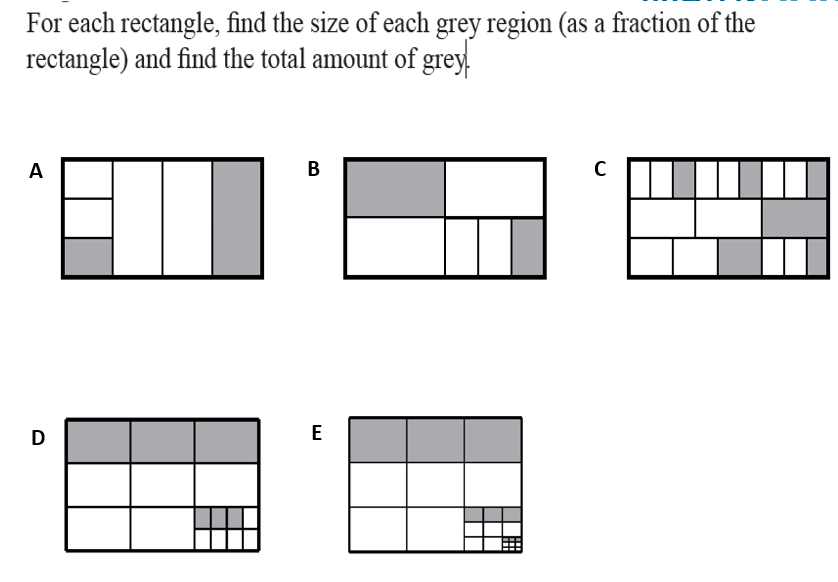 For each rectangle, find the size of each grey region (as a fraction of the
rectangle) and find the total amount of grey.
A
B
C
D
E